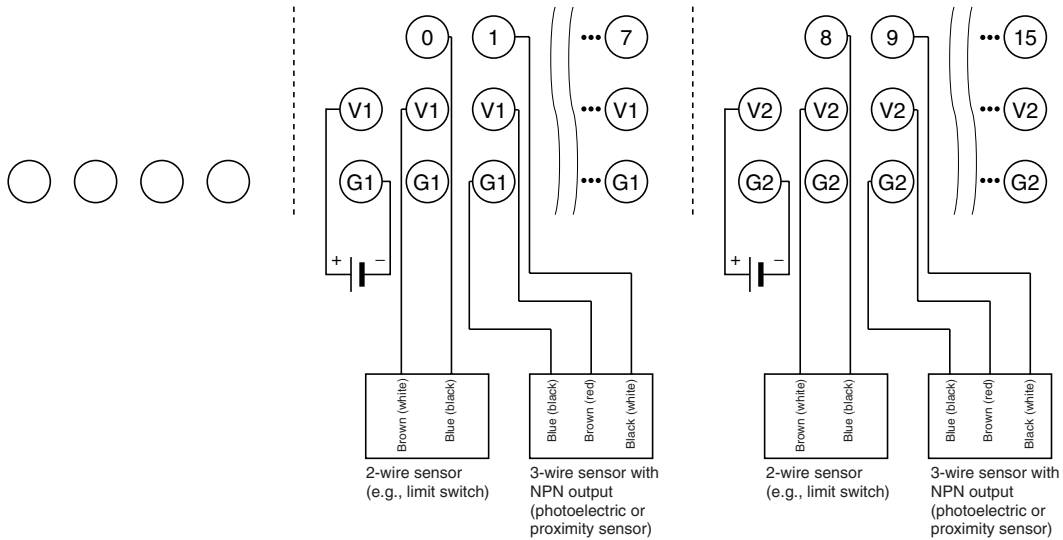 0 1 ••• 7 8 9 ••• 15
V1 V1 V1 ••• V1 V2 V2 V2 ••• V2
G1 G1 G1 ••• G1 G2 G2 G2 ••• G2
+ – + –
Brown (white)
Blue (black)
Blue (black)
Brown (red)
Black (white)
Brown (white)
Blue (black)
Blue (black)
Brown (red)
Black (white)
2-wire sensor
(e.g., limit switch)
3-wire sensor with
NPN output
(photoelectric or
proximity sensor)
2-wire sensor
(e.g., limit switch)
3-wire sensor with
NPN output
(photoelectric or
proximity sensor)